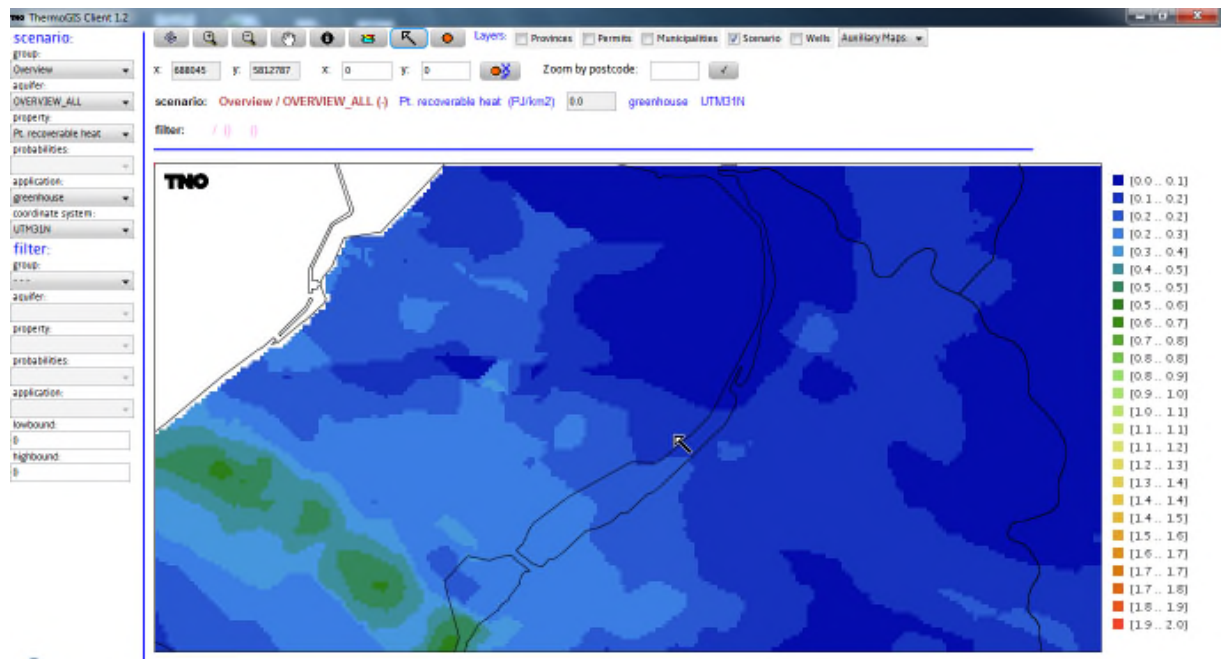 TNO ThermoGIS Client 1.2
scenario:
group:
Overview
aquifer:
OVERVIEW_ALL
property:
Pt. recoverable heat
probabilities:
application:
greenhouse
coordinate system:
UTM31N
filter:
group:
---
aquifer:
property:
probabilities:
application:
lowbound:
0
highbound:
0
Layers: Provinces Permits Municipalities Scenario Wells Auxiliary Maps:
x: 688045 y: 5812787 x: 0 y: 0 Zoom by postcode:
scenario: Overview / OVERVIEW_ALL (-) Pt. recoverable heat (PJ/km2) 0.0 greenhouse UTM31N
filter: / () ()
TNO
[0.0 .. 0.1]
[0.1 .. 0.2]
[0.2 .. 0.2]
[0.2 .. 0.3]
[0.3 .. 0.4]
[0.4 .. 0.5]
[0.5 .. 0.5]
[0.5 .. 0.6]
[0.6 .. 0.7]
[0.7 .. 0.8]
[0.8 .. 0.8]
[0.8 .. 0.9]
[0.9 .. 1.0]
[1.0 .. 1.1]
[1.1 .. 1.1]
[1.1 .. 1.2]
[1.2 .. 1.3]
[1.3 .. 1.4]
[1.4 .. 1.4]
[1.4 .. 1.5]
[1.5 .. 1.6]
[1.6 .. 1.7]
[1.7 .. 1.7]
[1.7 .. 1.8]
[1.8 .. 1.9]
[1.9 .. 2.0]